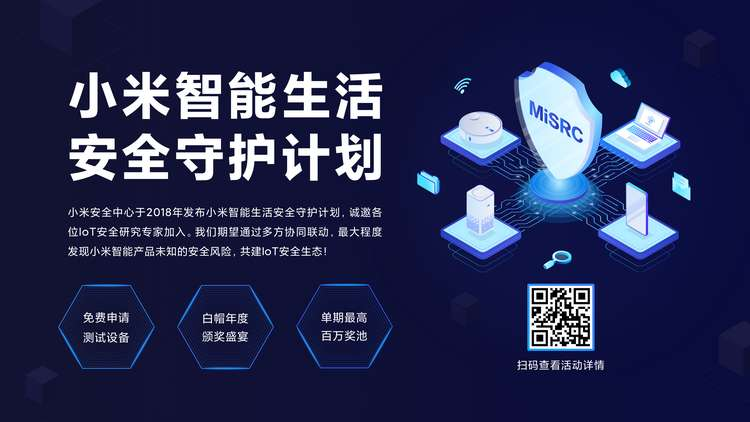 小米智能生活
安全守护计划
小米安全中心于2018年发布小米智能生活安全守护计划，诚邀各
位IoT安全研究专家加入。我们期望通过多方协同联动，最大程度
发现小米智能产品未知的安全风险，共建IoT安全生态！
免费申请
测试设备
白帽年度
颁奖盛宴
单期最高
百万奖池
MiSRC
扫码查看活动详情